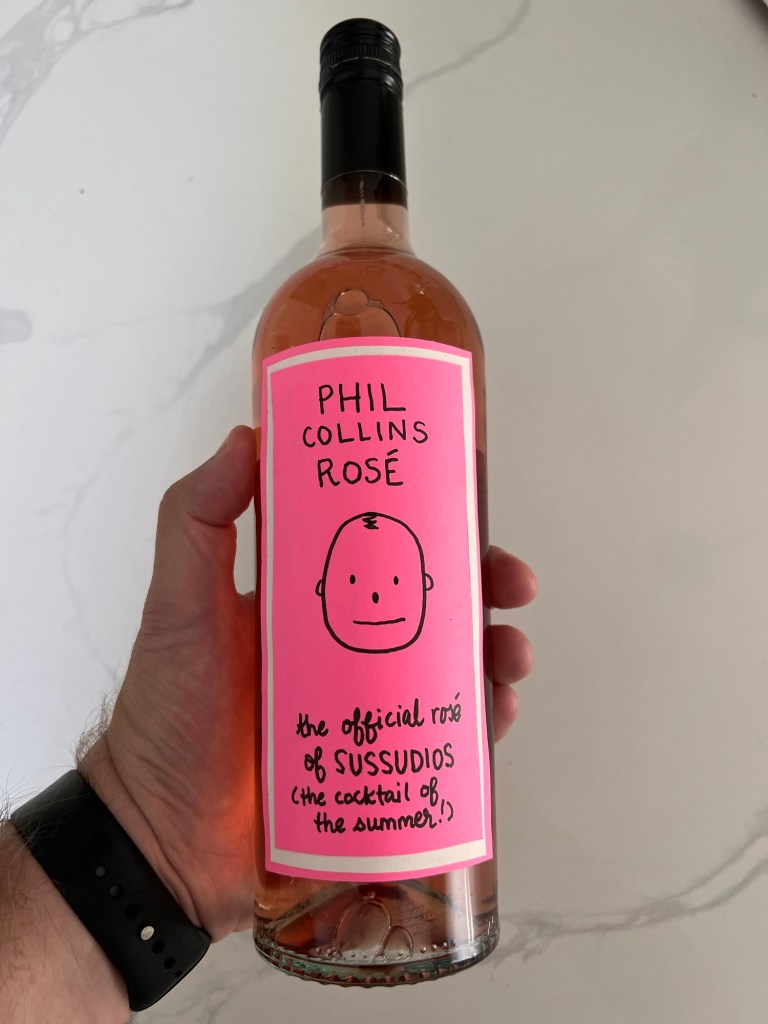 PHIL
COLLINS
ROSÉ
the official rosé
of SUSSUDIOS
(the cocktail of
the summer!)